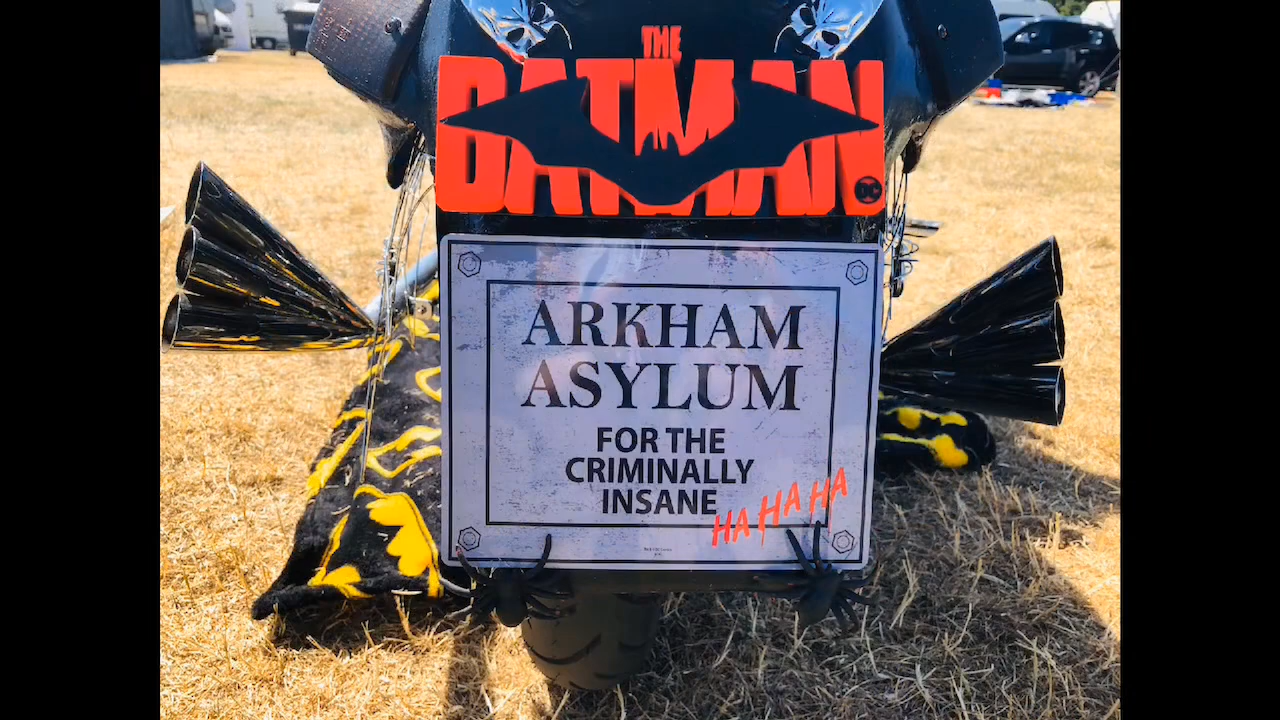 THE
BATMAN
DC
ARKHAM
ASYLUM
FOR THE
CRIMINALLY
INSANE
HA HA HA